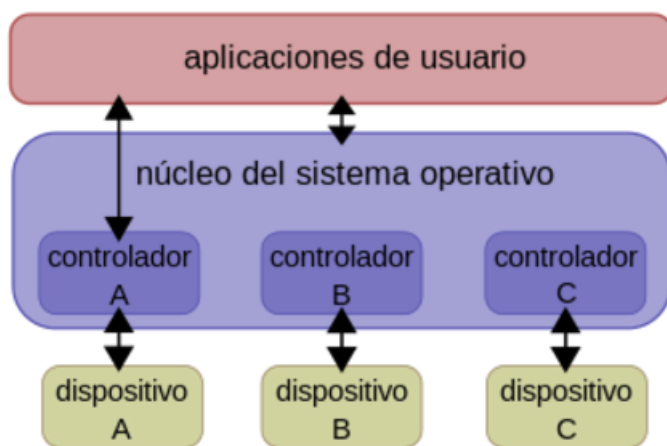 aplicaciones de usuario
núcleo del sistema operativo
controlador
A
controlador
B
controlador
C
dispositivo
A
dispositivo
B
dispositivo
C